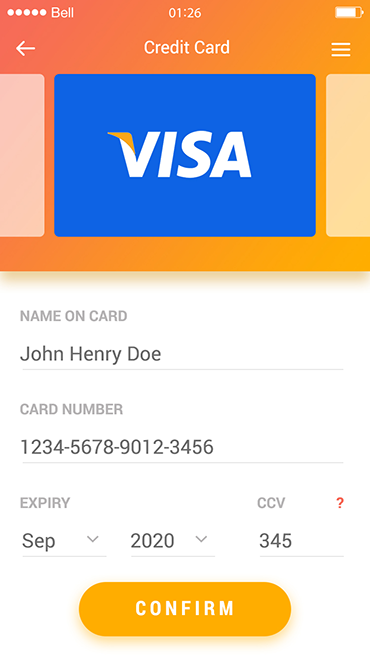 Bell 01:26
Credit Card
VISA
NAME ON CARD
John Henry Doe
CARD NUMBER
1234-5678-9012-3456
EXPIRY CCV ?
Sep 2020 345
CONFIRM